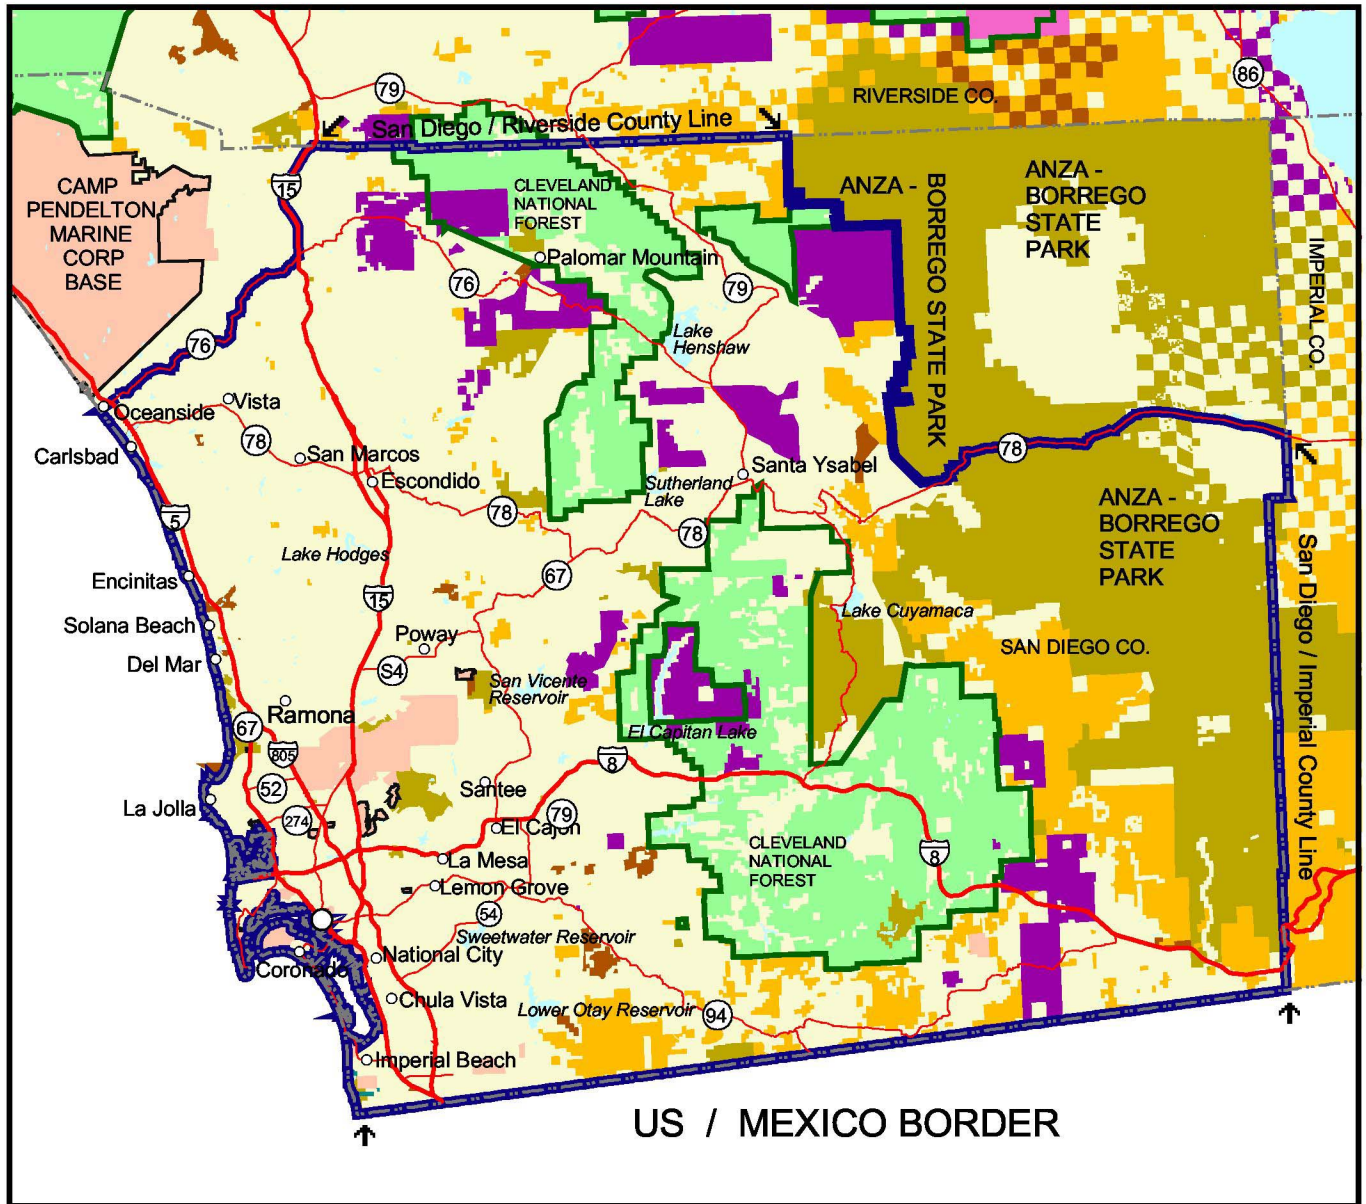 86
79
RIVERSIDE CO.
San Diego / Riverside County Line
CAMP
PENDELTON
MARINE
CORP
BASE
15
CLEVELAND
NATIONAL
FOREST
ANZA -
BORREGO STATE PARK
ANZA -
BORREGO
STATE
PARK
IMPERIAL CO.
Palomar Mountain
76
79
Lake
Henshaw
76
Oceanside
Vista
78
Carlsbad
San Marcos
Escondido
Santa Ysabel
78
Sutherland
Lake
78
78
5
Lake Hodges
67
ANZA -
BORREGO
STATE
PARK
San Diego / Imperial County Line
Encinitas
15
Lake Cuyamaca
Solana Beach
Poway
SAN DIEGO CO.
Del Mar
S4
San Vicente
Reservoir
Ramona
67
El Capitan Lake
805
8
52
Santee
La Jolla
274
79
El Cajon
La Mesa
CLEVELAND
NATIONAL
FOREST
8
Lemon Grove
54
Sweetwater Reservoir
National City
Coronado
Chula Vista
Lower Otay Reservoir
94
Imperial Beach
US / MEXICO BORDER